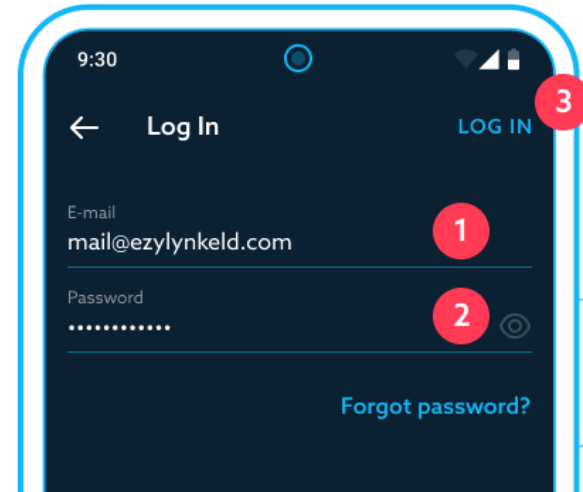 9:30
Log In
LOG IN
3
E-mail
mail@ezylynkeld.com
1
Password
••••••••••••
2
Forgot password?